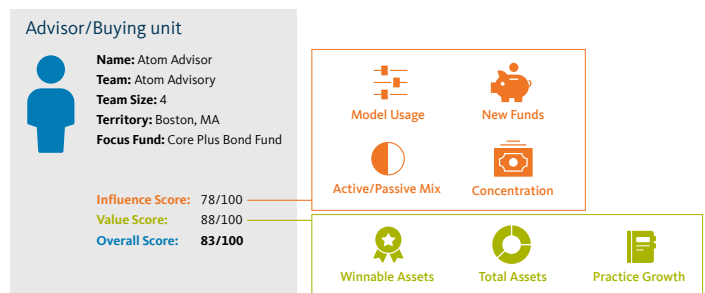 Advisor/Buying unit
Name: Atom Advisor
Team: Atom Advisory
Team Size: 4
Territory: Boston, MA
Focus Fund: Core Plus Bond Fund
Influence Score: 78/100
Value Score: 88/100
Overall Score: 83/100
Model Usage
New Funds
Active/Passive Mix
Concentration
Winnable Assets
Total Assets
Practice Growth